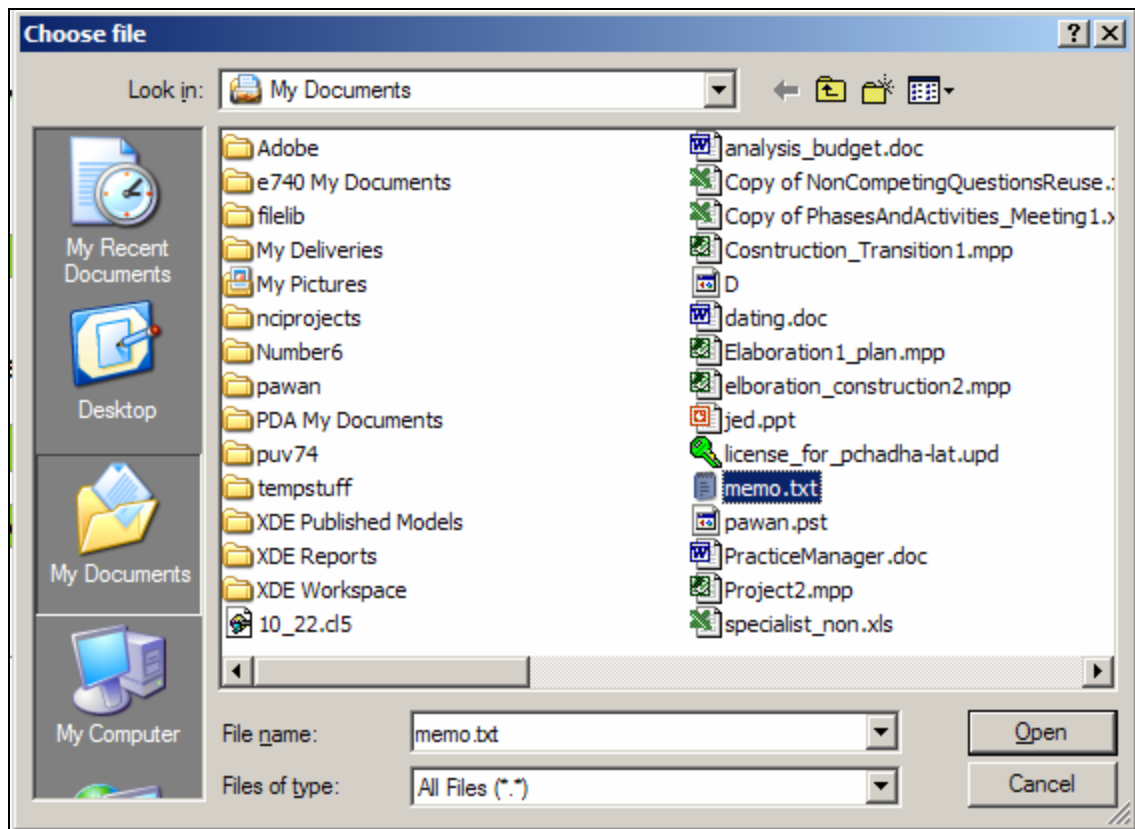 Choose file
Look in:
My Documents
My Recent
Documents
Desktop
My Documents
My Computer
Adobe
e740 My Documents
filelib
My Deliveries
My Pictures
nciprojects
Number6
pawan
PDA My Documents
puv74
tempstuff
XDE Published Models
XDE Reports
XDE Workspace
10_22.cl5
analysis_budget.doc
Copy of NonCompetingQuestionsReuse.
Copy of PhasesAndActivities_Meeting1.x
Cosntruction_Transition1.mpp
D
dating.doc
Elaboration1_plan.mpp
elboration_construction2.mpp
jed.ppt
license_for_pchadha-lat.upd
memo.txt
pawan.pst
PracticeManager.doc
Project2.mpp
specialist_non.xls
File name:
memo.txt
Open
Files of type:
All Files (*.*)
Cancel